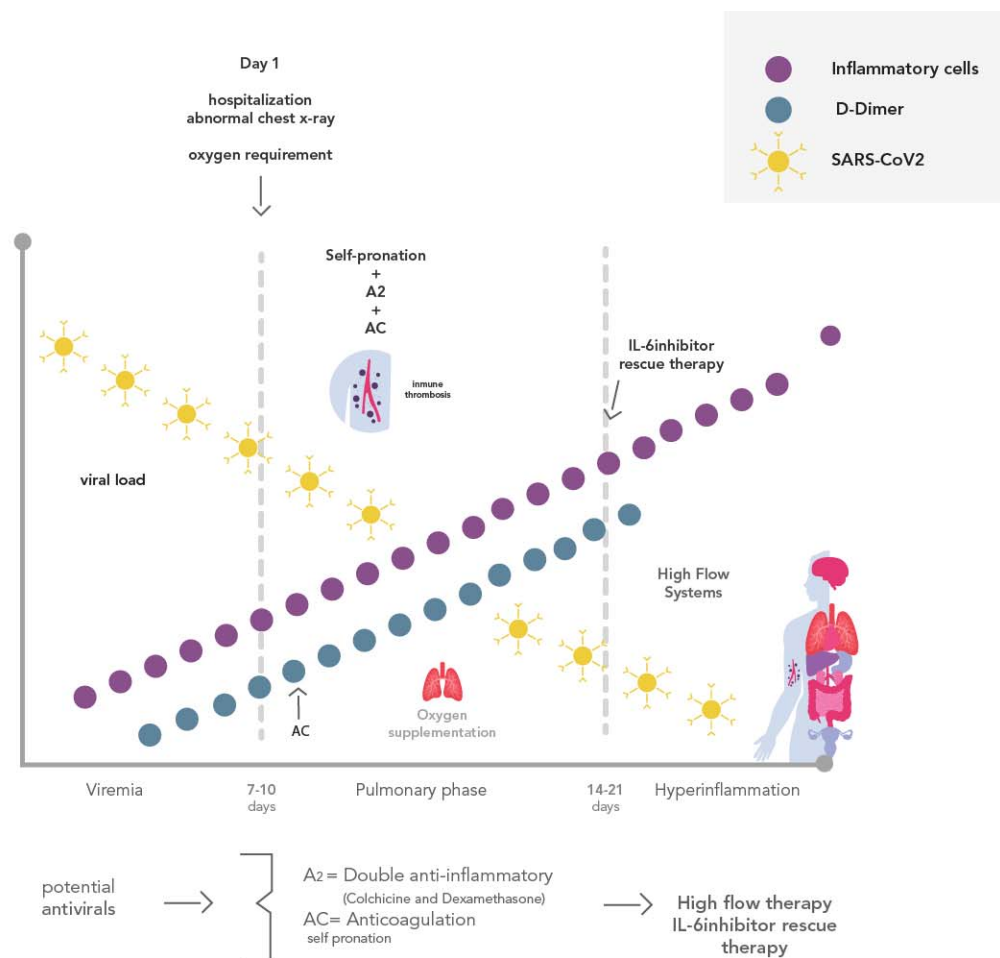 Inflammatory cells
D-Dimer
SARS-CoV2
Day 1
hospitalization
abnormal chest x-ray
oxygen requirement
Self-pronation
+
A2
+
AC
inmune
thrombosis
IL-6inhibitor
rescue therapy
viral load
High Flow
Systems
AC
Oxygen
supplementation
Viremia
7-10
days
Pulmonary phase
14-21
days
Hyperinflammation
potential
antivirals
A2= Double anti-inflammatory
(Colchicine and Dexamethasone)
AC= Anticoagulation
self pronation
High flow therapy
IL-6inhibitor rescue
therapy